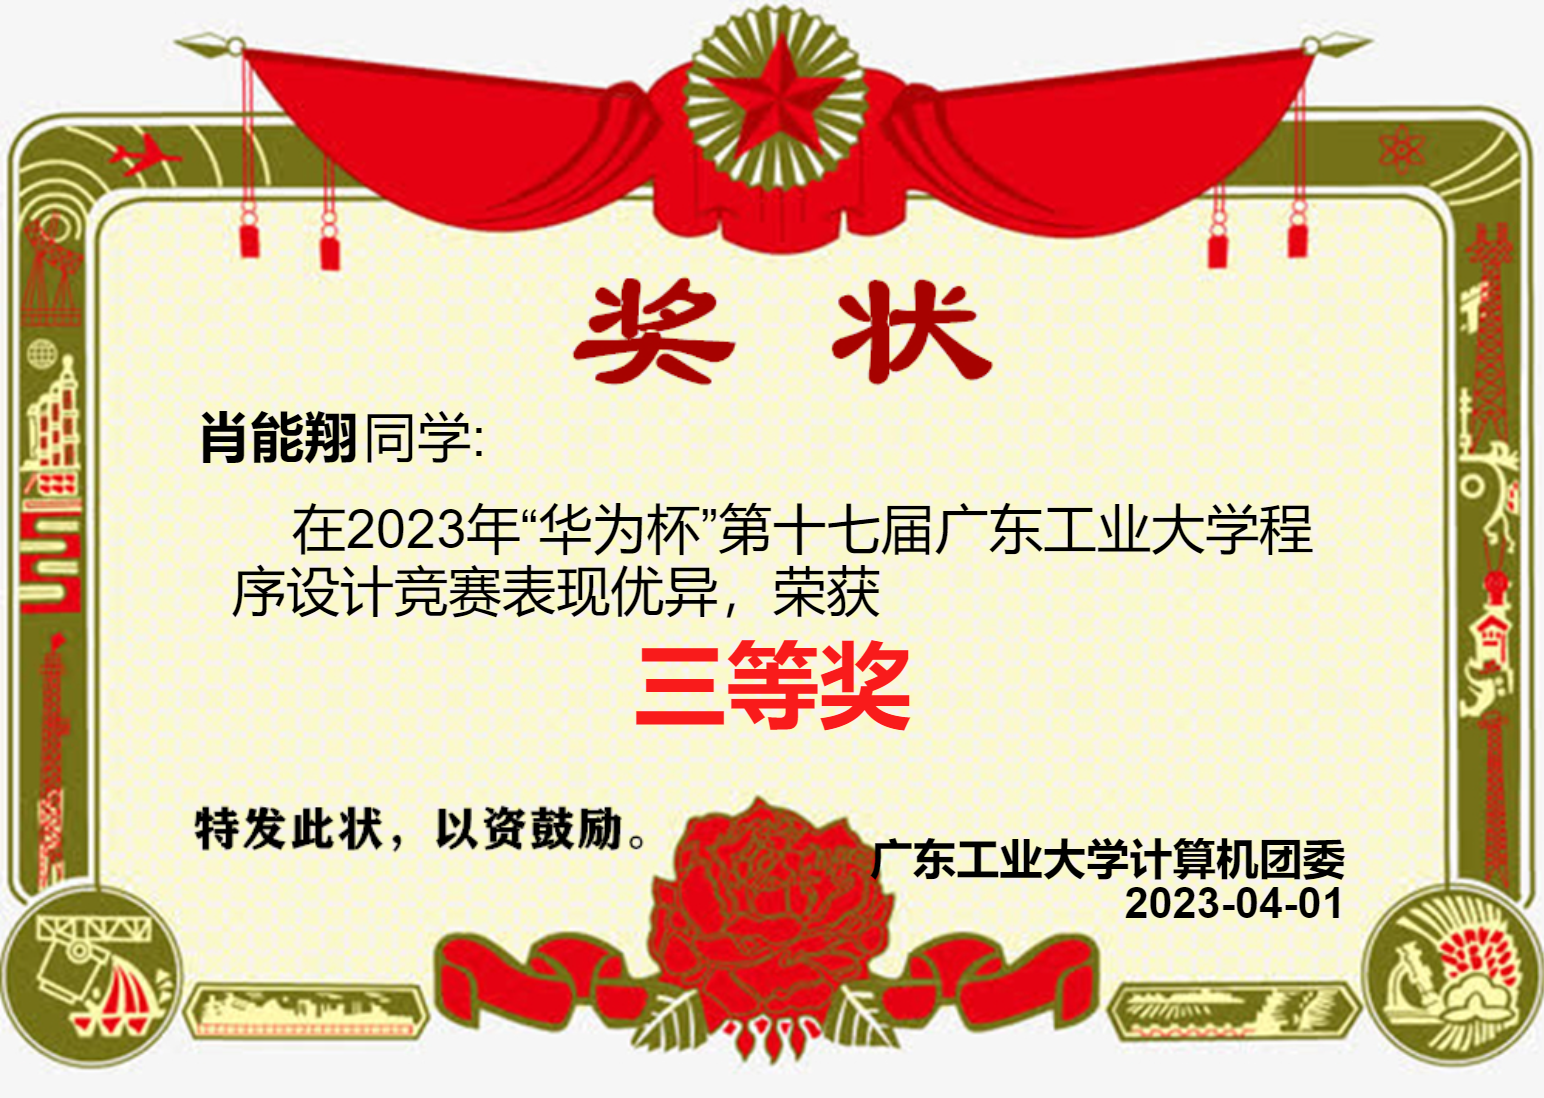 奖 状
肖能翔同学:
在2023年“华为杯”第十七届广东工业大学程
序设计竞赛表现优异，荣获
三等奖
特发此状，以资鼓励。
广东工业大学计算机团委
2023-04-01